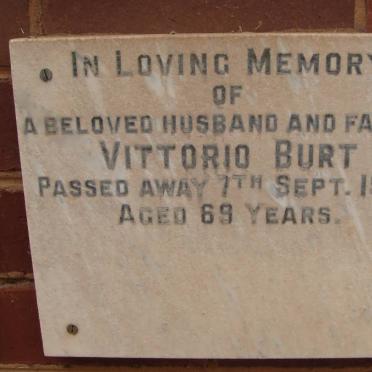 IN LOVING MEMORY
OF
A BELOVED HUSBAND AND FA
VITTORIO BURT
PASSED AWAY 7TH SEPT. 1
AGED 69 YEARS.